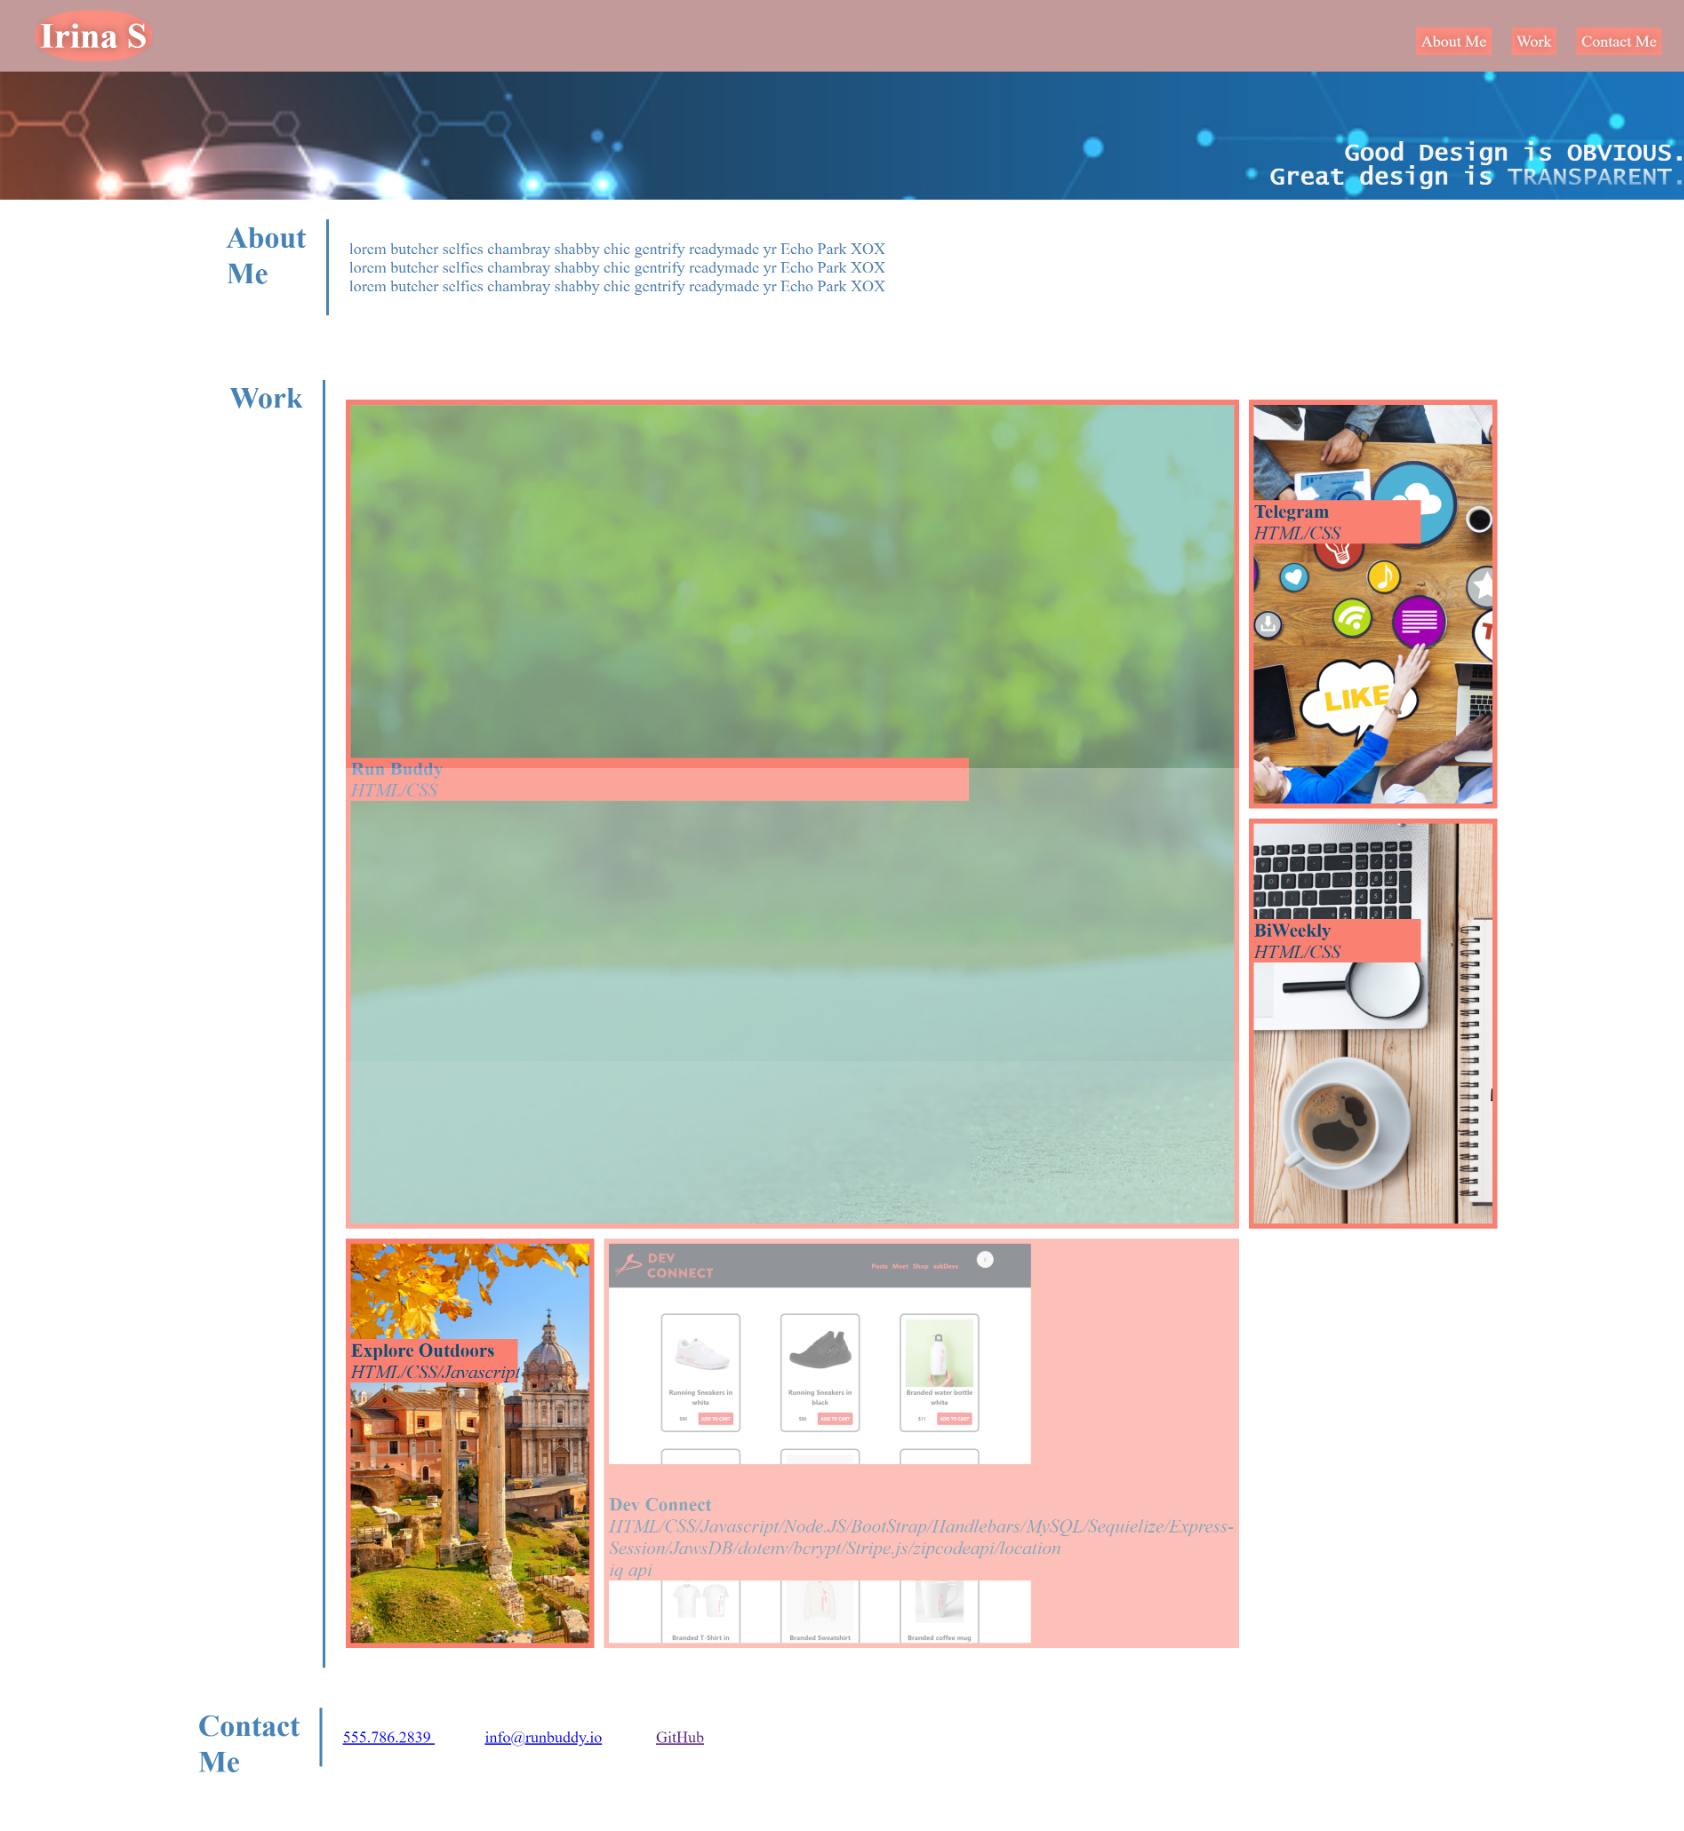 Irina S
About Me
Work
Contact Me
Good Design is OBVIOUS.
Great design is TRANSPARENT.
About
Me
lorem butcher selfies chambray shabby chic gentrify readymade yr Echo Park XOX
lorem butcher selfies chambray shabby chic gentrify readymade yr Echo Park XOX
lorem butcher selfies chambray shabby chic gentrify readymade yr Echo Park XOX
Work
Run Buddy
HTML/CSS
Telegram
HTML/CSS
LIKE
BiWeekly
HTML/CSS
Explore Outdoors
HTML/CSS/Javascript
DEV
CONNECT
Posts Meet Shop askDevs
Running Sneakers in
white
ADD TO CART
Running Sneakers in
black
ADD TO CART
Branded water bottle
white
$11 ADD TO CART
Dev Connect
HTML/CSS/Javascript/Node.JS/BootStrap/Handlebars/MySQL/Sequielize/Express-
Session/JawsDB/dotenv/bcrypt/Stripe.js/zipcodeapi/location
iq api
Branded T-Shirt in
Branded Sweatshirt
Branded coffee mug
Contact
Me
555.786.2839
info@runbuddy.io
GitHub